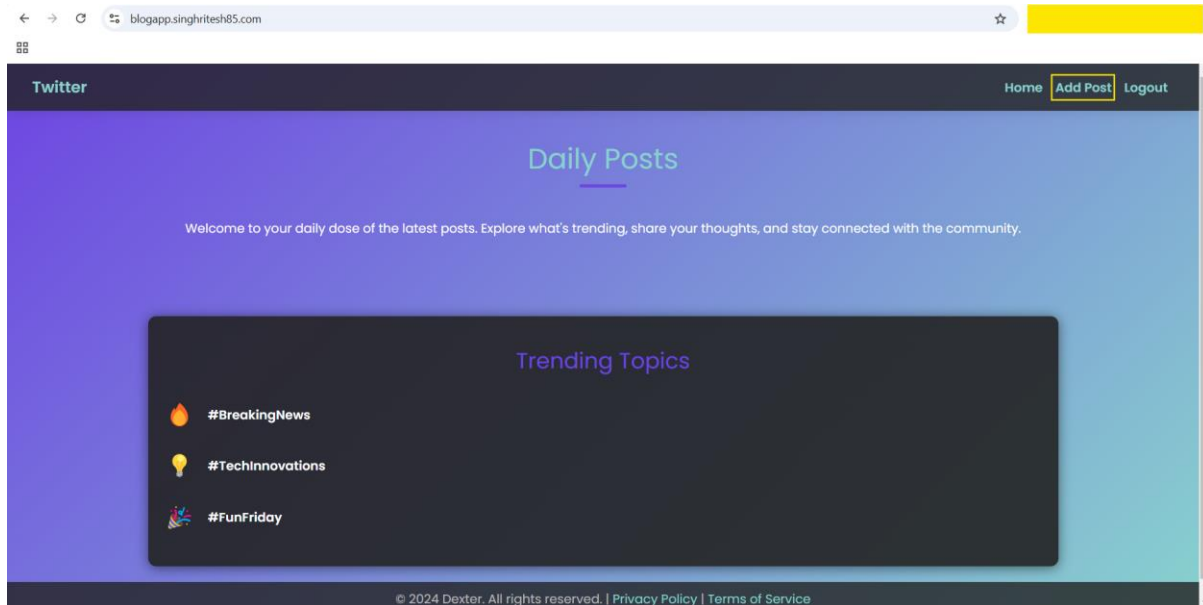 blogapp.singhritesh85.com
Twitter
Home Add Post Logout
Daily Posts
Welcome to your daily dose of the latest posts. Explore what's trending, share your thoughts, and stay connected with the community.
Trending Topics
#BreakingNews
#TechInnovations
#FunFriday
© 2024 Dexter. All rights reserved. | Privacy Policy | Terms of Service